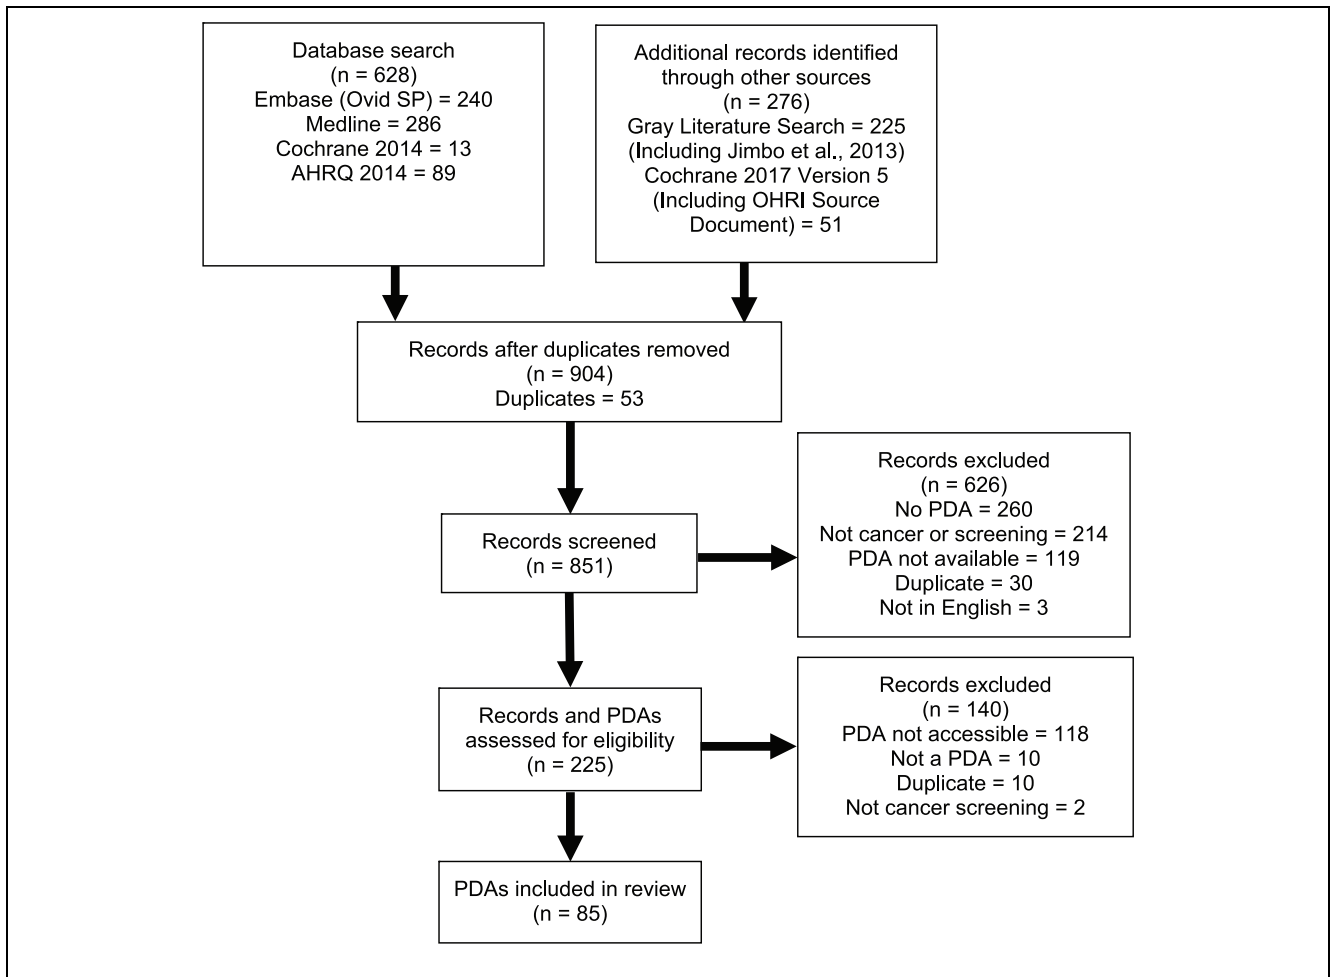 Database search
(n = 628)
Embase (Ovid SP) = 240
Medline = 286
Cochrane 2014 = 13
AHRQ 2014 = 89
Additional records identified
through other sources
(n = 276)
Gray Literature Search = 225
(Including Jimbo et al., 2013)
Cochrane 2017 Version 5
(Including OHRI Source
Document) = 51
Records after duplicates removed
(n = 904)
Duplicates = 53
Records screened
(n = 851)
Records excluded
(n = 626)
No PDA = 260
Not cancer or screening = 214
PDA not available = 119
Duplicate = 30
Not in English = 3
Records and PDAs
assessed for eligibility
(n = 225)
Records excluded
(n = 140)
PDA not accessible = 118
Not a PDA = 10
Duplicate = 10
Not cancer screening = 2
PDAs included in review
(n = 85)